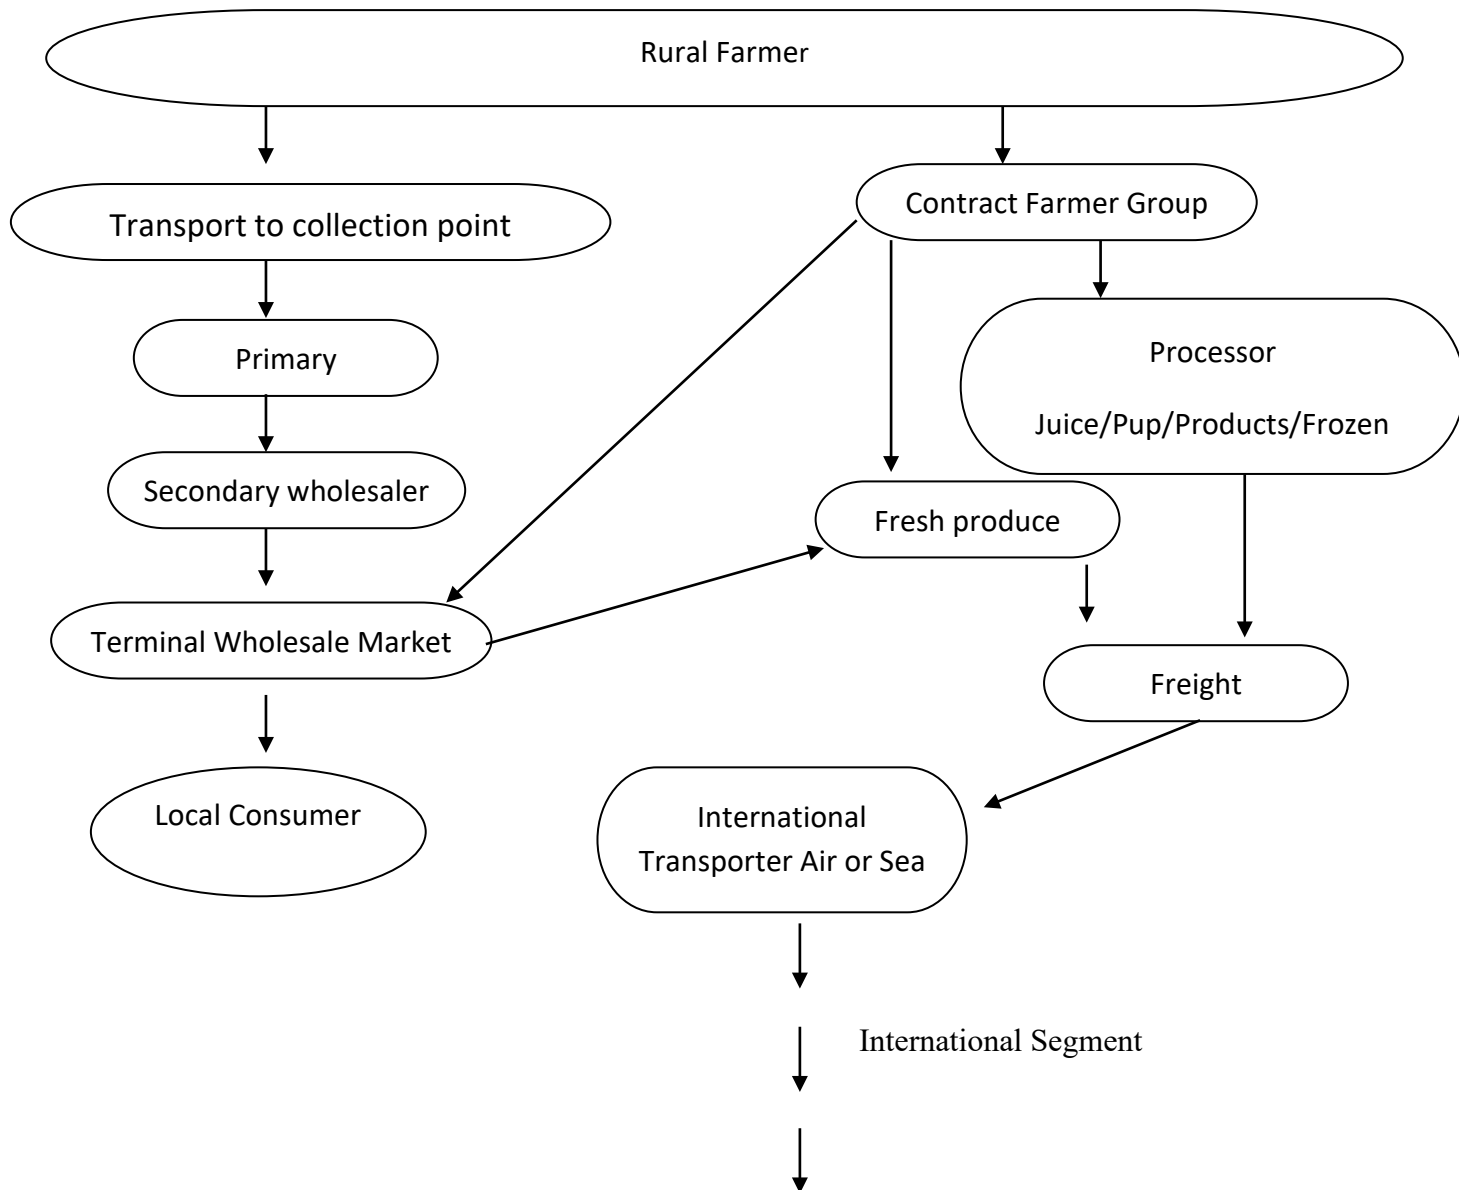 Rural Farmer
Transport to collection point
Contract Farmer Group
Primary
Processor
Juice/Pup/Products/Frozen
Secondary wholesaler
Fresh produce
Terminal Wholesale Market
Freight
Local Consumer
International
Transporter Air or Sea
International Segment